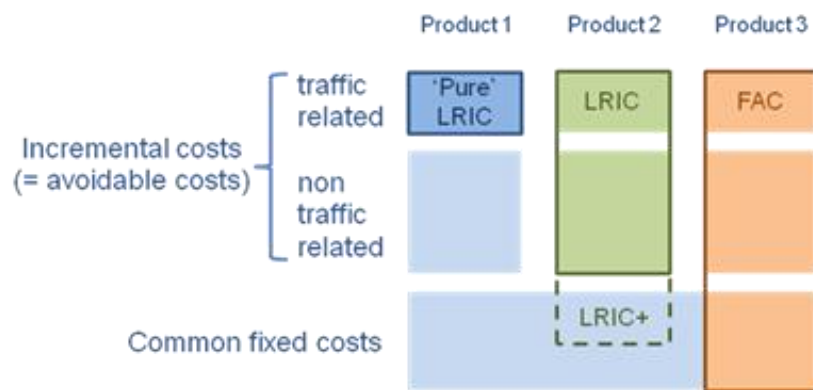 Product 1 Product 2 Product 3
traffic
related
'Pure'
LRIC
LRIC
FAC
Incremental costs
(= avoidable costs)
non
traffic
related
LRIC+
Common fixed costs